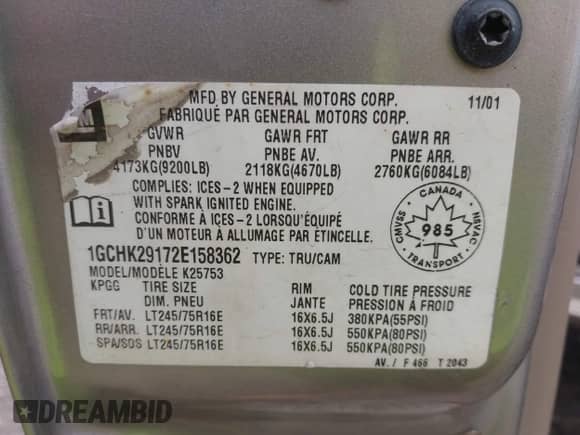 MFD. BY GENERAL MOTORS CORP. 11/01
FABRIQUÉ PAR GENERAL MOTORS CORP.
GVWR GAWR FRT GAWR RR
PNBV PNBE AV. PNBE ARR.
4173KG(9200LB) 2118KG(4670LB) 2760KG(6084LB)
COMPLIES: ICES-2 WHEN EQUIPPED
WITH SPARK IGNITED ENGINE.
CONFORME À ICES-2 LORSQU'ÉQUIPÉ
D'UN MOTEUR A ALLUMAGE PAR ÉTINCELLE.
CANADA
CMVSS 985 NSVAC
TRANSPORT
1GCHK29172E158362 TYPE: TRU/CAM
MODEL/MODÈLE K25753
KPGG TIRE SIZE RIM COLD TIRE PRESSURE
DIM. PNEU JANTE PRESSION À FROID
FRT/AV. LT245/75R16E 16X6.5J 380KPA(55PSI)
RR/ARR. LT245/75R16E 16X6.5J 550KPA(80PSI)
SPA/SOS LT245/75R16E 16X6.5J 550KPA(80PSI)
AV. / F 466 T 2043
DREAMBID